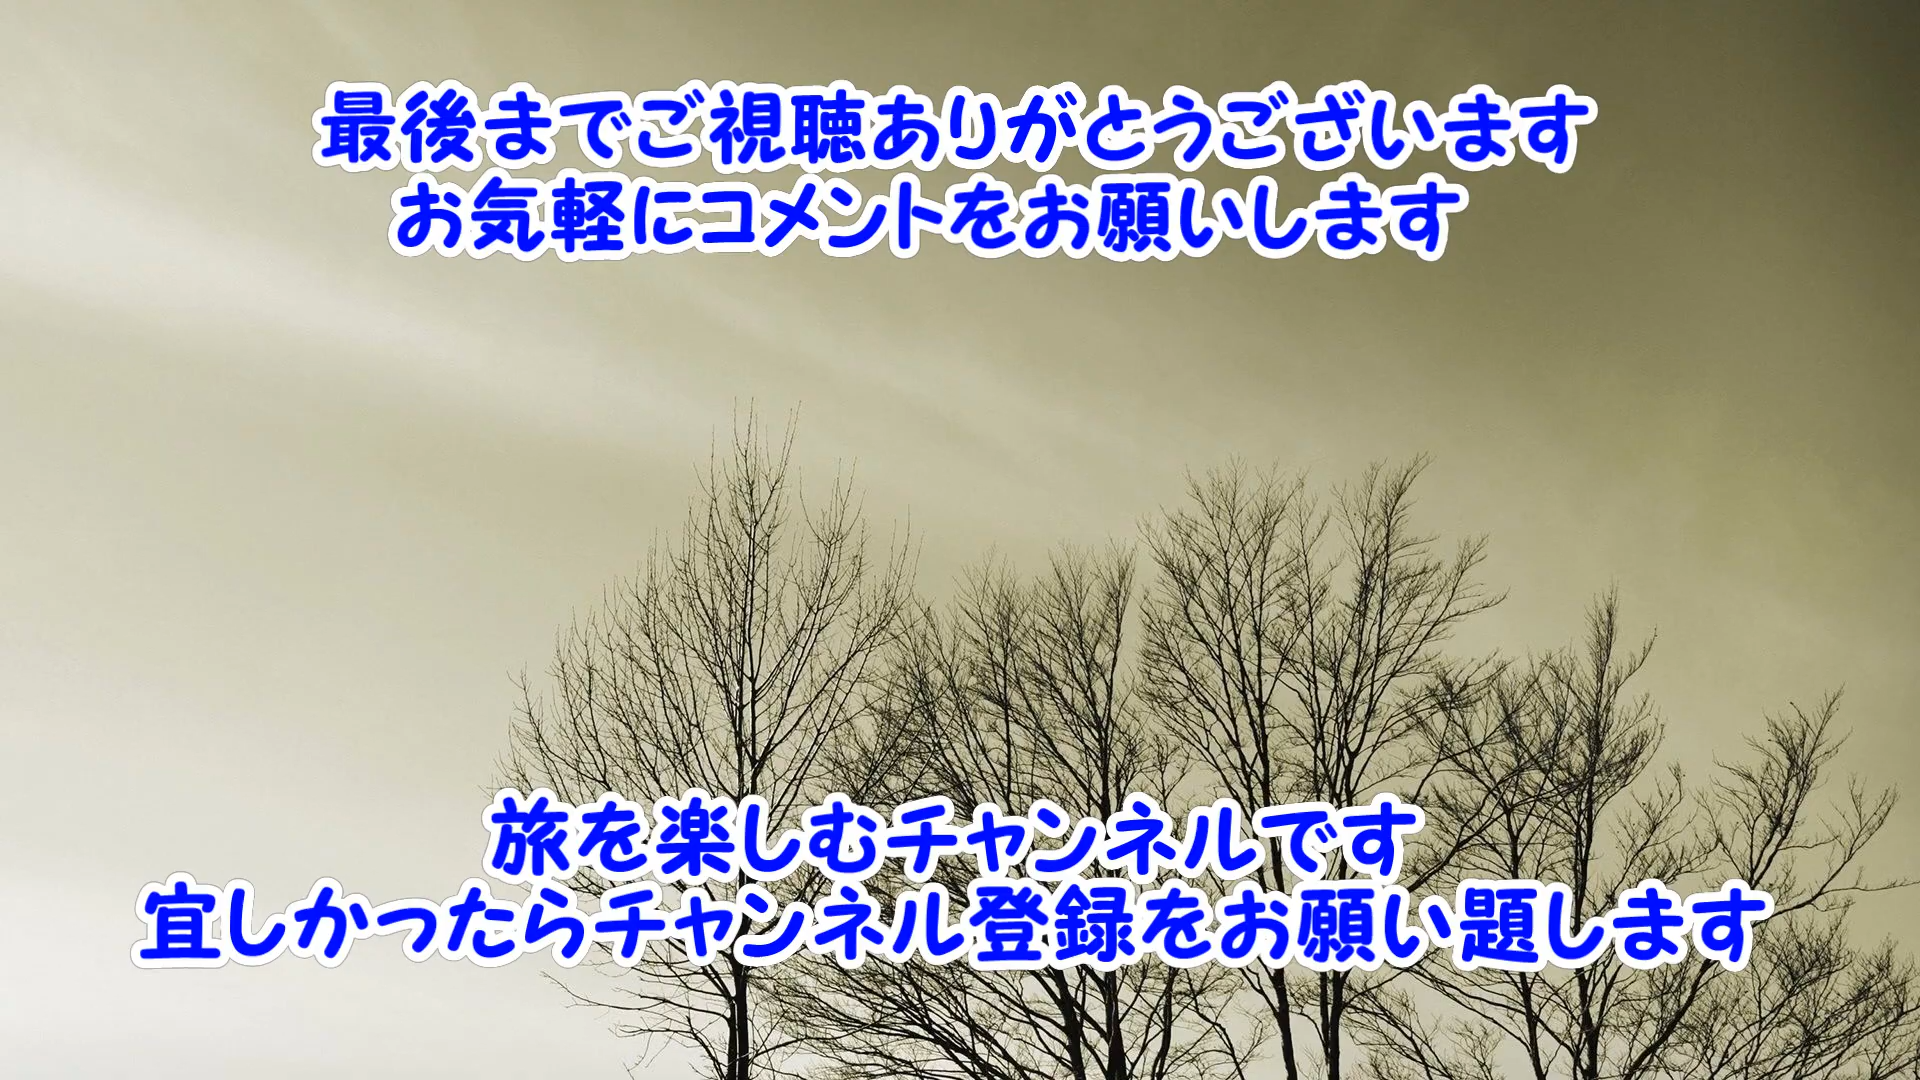 最後までご視聴ありがとうございます
お気軽にコメントをお願いします
旅を楽しむチャンネルです
宜しかったらチャンネル登録をお願い題します